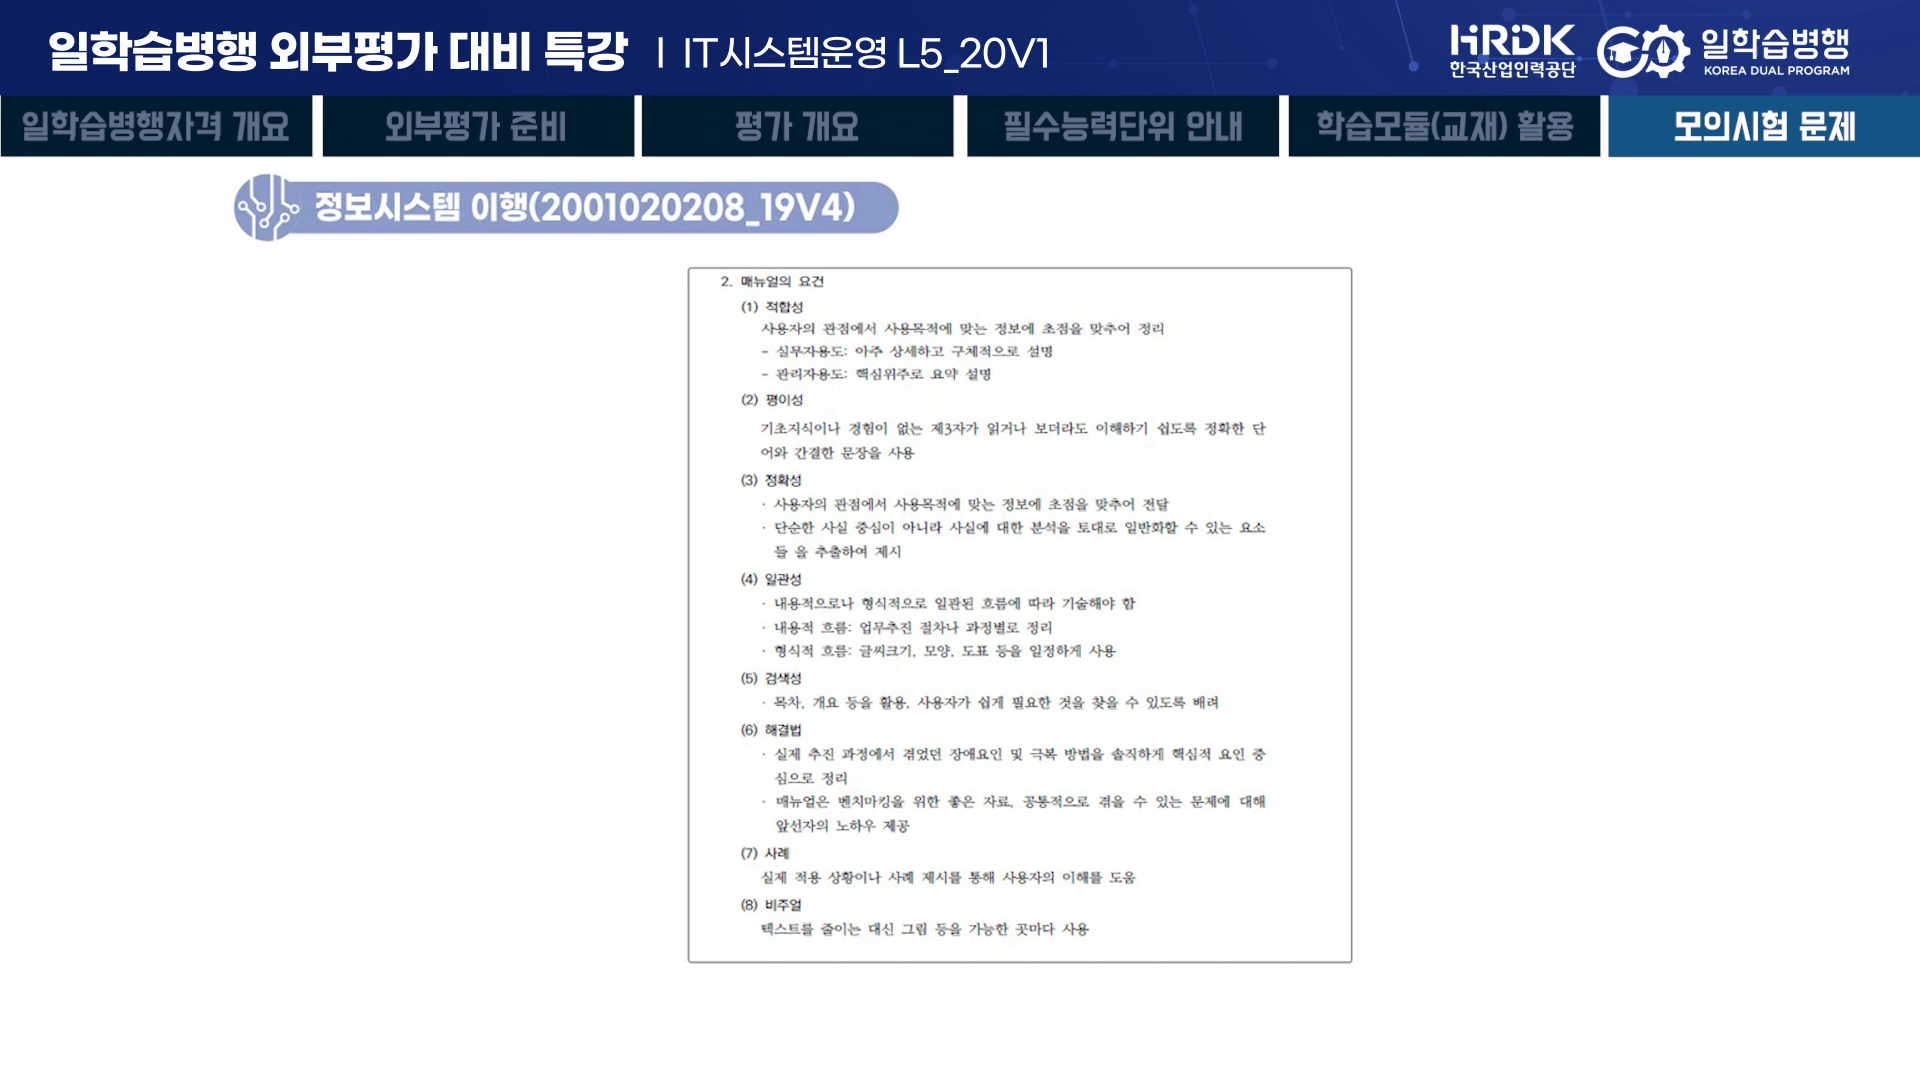 일학습병행 외부평가 대비 특강 | IT시스템운영 L5_20V1
HRDK
한국산업인력공단
일학습병행
KOREA DUAL PROGRAM
일학습병행자격 개요
외부평가 준비
평가 개요
필수능력단위 안내
학습모듈(교재) 활용
모의시험 문제
정보시스템 이행(2001020208_19V4)
2. 매뉴얼의 요건
(1) 적합성
사용자의 관점에서 사용목적에 맞는 정보에 초점을 맞추어 정리
- 실무자용도: 아주 상세하고 구체적으로 설명
- 관리자용도: 핵심위주로 요약 설명
(2) 평이성
기초지식이나 경험이 없는 제3자가 읽거나 보더라도 이해하기 쉽도록 정확한 단
어와 간결한 문장을 사용
(3) 정확성
· 사용자의 관점에서 사용목적에 맞는 정보에 초점을 맞추어 전달
· 단순한 사실 중심이 아니라 사실에 대한 분석을 토대로 일반화할 수 있는 요소
들 을 추출하여 제시
(4) 일관성
· 내용적으로나 형식적으로 일관된 흐름에 따라 기술해야 함
· 내용적 흐름: 업무추진 절차나 과정별로 정리
· 형식적 흐름: 글씨크기, 모양, 도표 등을 일정하게 사용
(5) 검색성
· 목차, 개요 등을 활용, 사용자가 쉽게 필요한 것을 찾을 수 있도록 배려
(6) 해결법
· 실제 추진 과정에서 겪었던 장애요인 및 극복 방법을 솔직하게 핵심적 요인 중
심으로 정리
· 매뉴얼은 벤치마킹을 위한 좋은 자료, 공통적으로 겪을 수 있는 문제에 대해
앞선자의 노하우 제공
(7) 사례
실제 적용 상황이나 사례 제시를 통해 사용자의 이해를 도움
(8) 비주얼
텍스트를 줄이는 대신 그림 등을 가능한 곳마다 사용